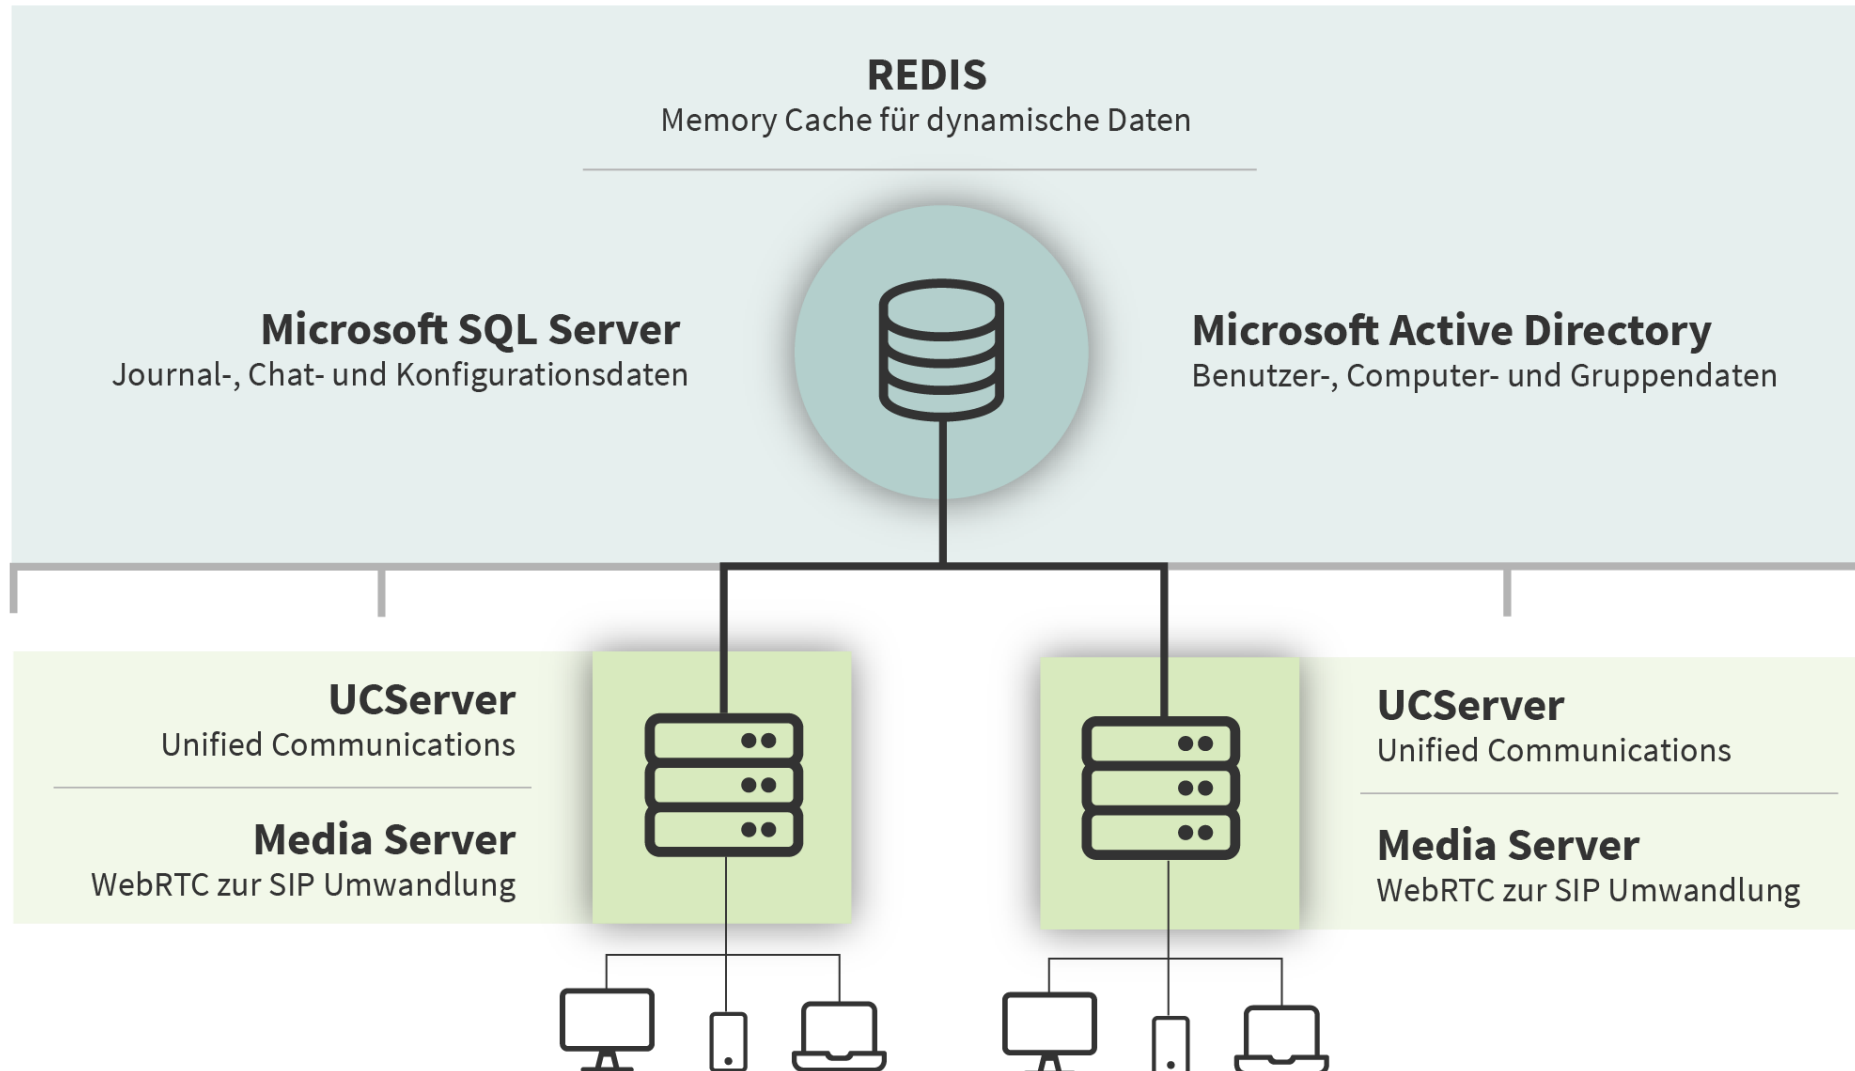 REDIS
Memory Cache für dynamische Daten
Microsoft SQL Server
Journal-, Chat- und Konfigurationsdaten
Microsoft Active Directory
Benutzer-, Computer- und Gruppendaten
UCServer
Unified Communications
Media Server
WebRTC zur SIP Umwandlung
UCServer
Unified Communications
Media Server
WebRTC zur SIP Umwandlung